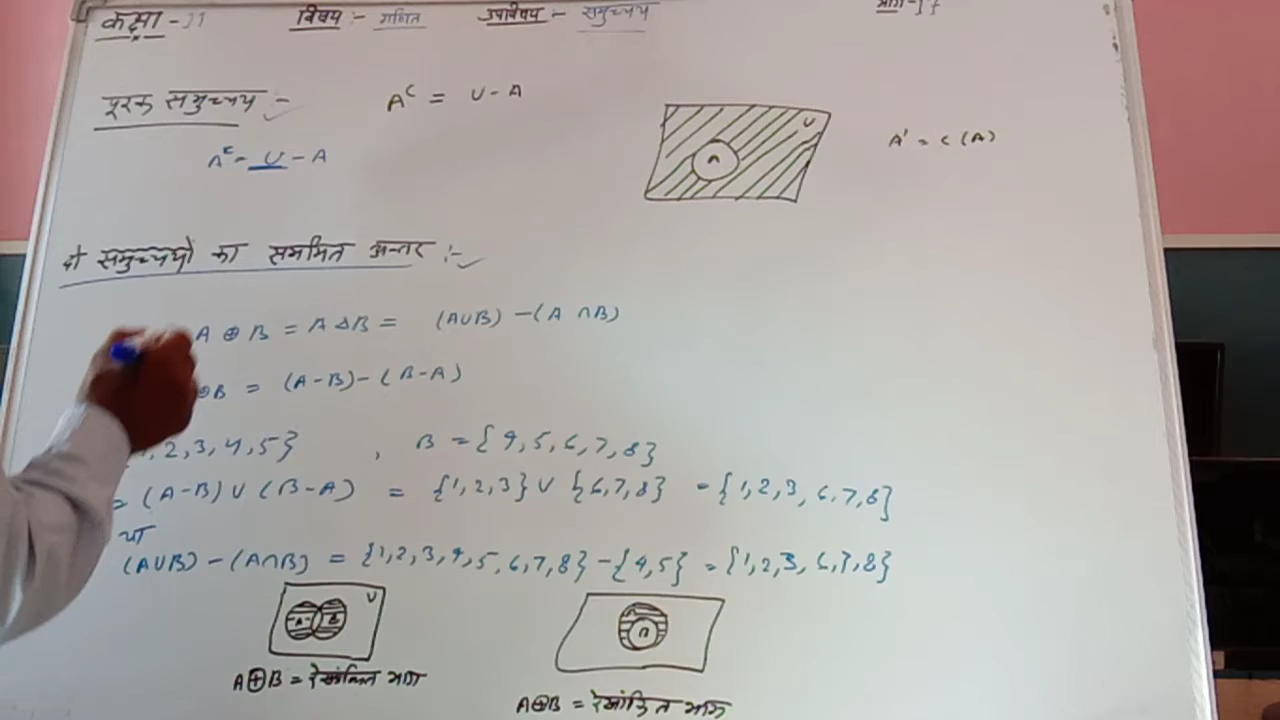 कक्षा - 11 विषय :- गणित उपविषय :- समुच्चय भाग-
पूरक समुच्चय :- A^c = U - A
A^c = U - A
U
A
A' = c (A)
दो समुच्चयों का सममित अन्तर :-
A ⊕ B = A △ B = (A∪B) - (A ∩ B)
⊕B = (A-B) - (B-A)
1, 2, 3, 4, 5} , B = {4, 5, 6, 7, 8}
= (A-B) ∪ (B-A) = {1, 2, 3} ∪ {6, 7, 8} = {1, 2, 3, 6, 7, 8}
या
(A∪B) - (A∩B) = {1, 2, 3, 4, 5, 6, 7, 8} - {4, 5} = {1, 2, 3, 6, 7, 8}
U
A B A B
A⊕B = रेखांकित भाग A⊕B = रेखांकित भाग